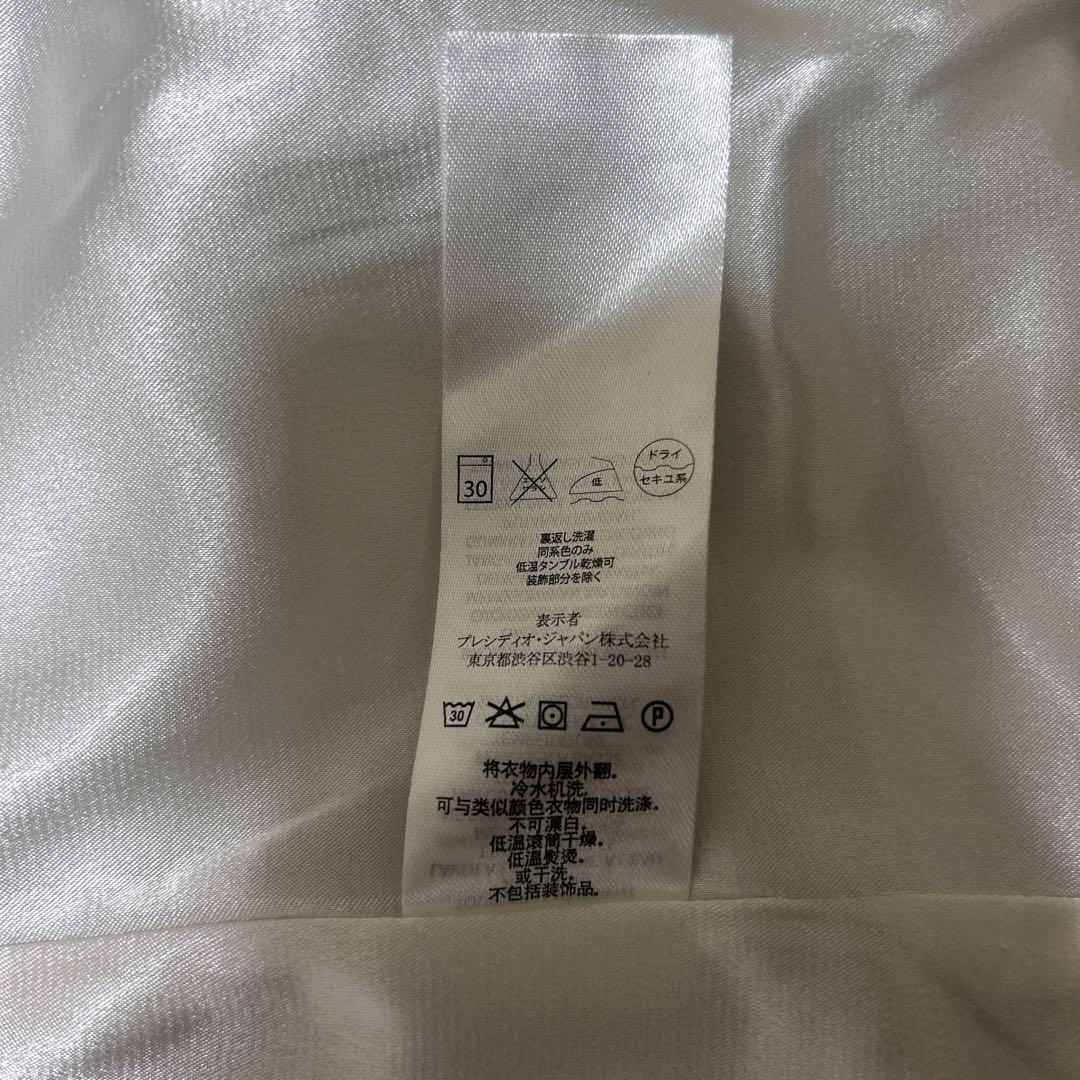 30
低
ドライ
セキユ系
裏返し洗濯
同系色のみ
低温タンブル乾燥可
装飾部分を除く
表示者
プレシディオ・ジャパン株式会社
東京都渋谷区渋谷1-20-28
30
P
将衣物内层外翻。
冷水机洗,
可与类似颜色衣物同时洗涤。
不可漂白。
低温滚筒干燥。
低温熨烫。
或干洗。
不包括装饰品。